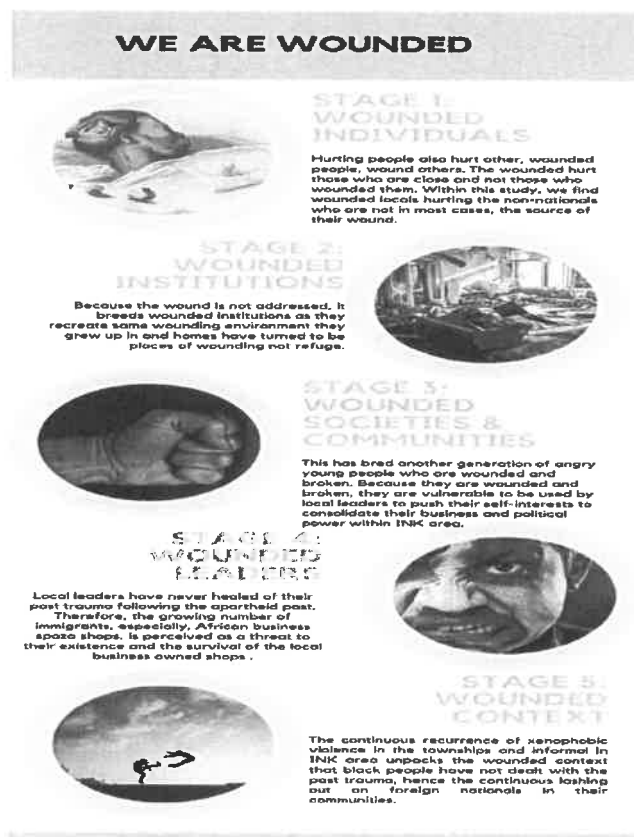 WE ARE WOUNDED
STAGE 1:
WOUNDED
INDIVIDUALS
Hurting people also hurt other, wounded
people, wound others. The wounded hurt
those who are close and not those who
wounded them. Within this study, we find
wounded locals hurting the non-nationals
who are not in most cases, the source of
their wound.
STAGE 2:
WOUNDED
INSTITUTIONS
Because the wound is not addressed, it
breeds wounded institutions as they
recreate same wounding environment they
grew up in and homes have turned to be
places of wounding not refuge.
STAGE 3:
WOUNDED
SOCIETIES &
COMMUNITIES
This has bred another generation of angry
young people who are wounded and
broken. Because they are wounded and
broken, they are vulnerable to be used by
local leaders to push their self-interests to
consolidate their business and political
power within INK area.
STAGE 4:
WOUNDED
LEADERS
Local leaders have never healed of their
past trauma following the apartheid past.
Therefore, the growing number of
immigrants, especially, African business
spaza shops, is perceived as a threat to
their existence and the survival of the local
business owned shops .
STAGE 5:
WOUNDED
CONTEXT
The continuous recurrence of xenophobic
violence in the townships and informal in
INK area unpacks the wounded context
that black people have not dealt with the
past trauma, hence the continuous lashing
out on foreign nationals in their
communities.